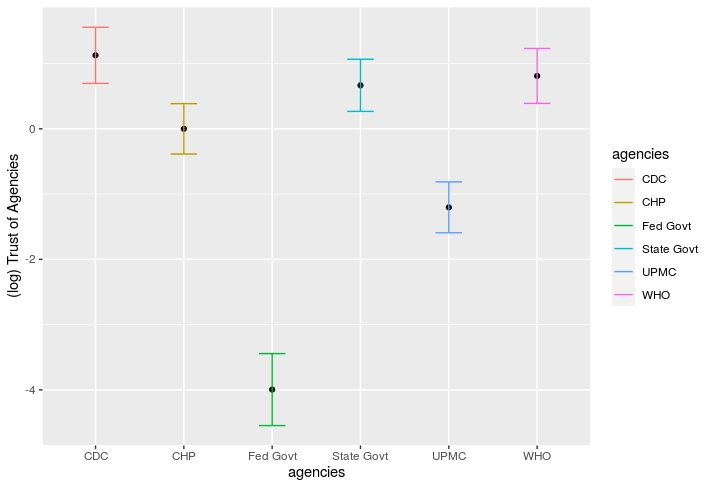 (log) Trust of Agencies
0
-2
-4
CDC CHP Fed Govt State Govt UPMC WHO
agencies
agencies
CDC
CHP
Fed Govt
State Govt
UPMC
WHO